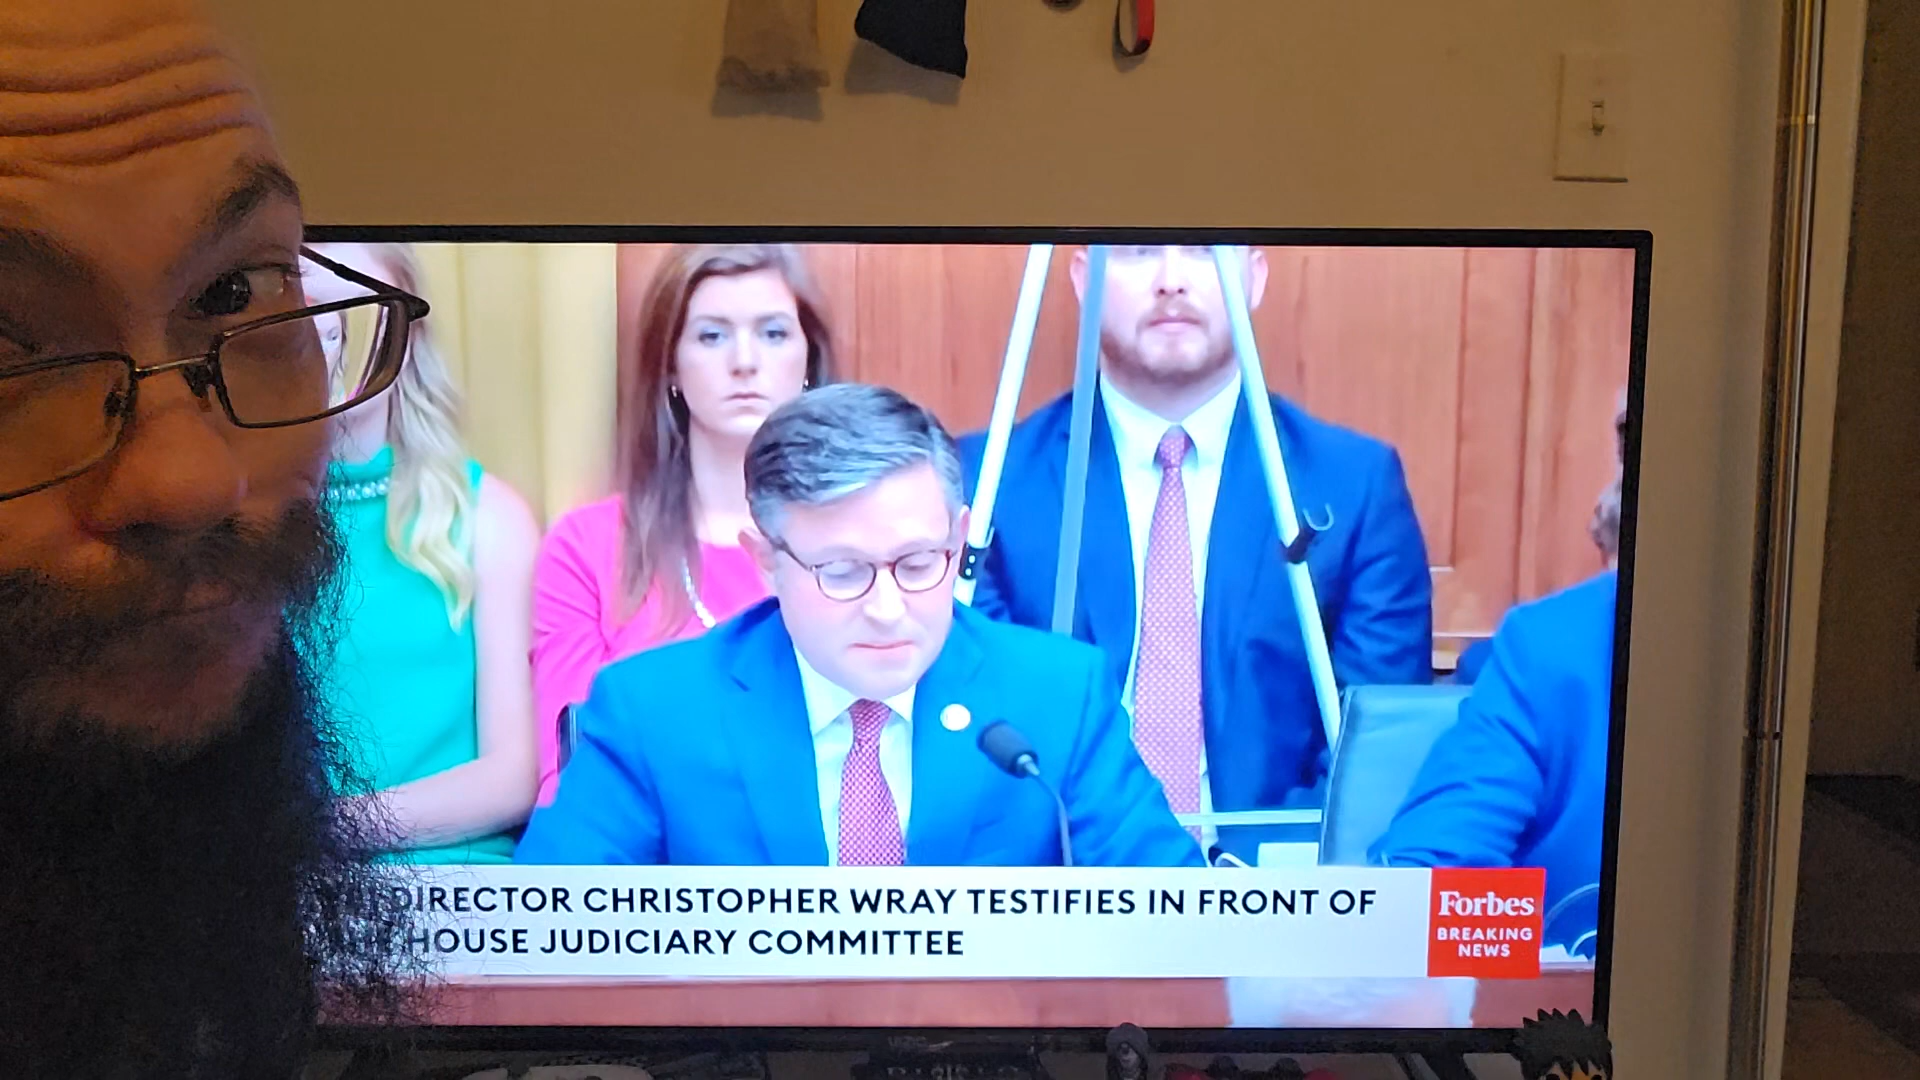 DIRECTOR CHRISTOPHER WRAY TESTIFIES IN FRONT OF
HOUSE JUDICIARY COMMITTEE
Forbes
BREAKING
NEWS